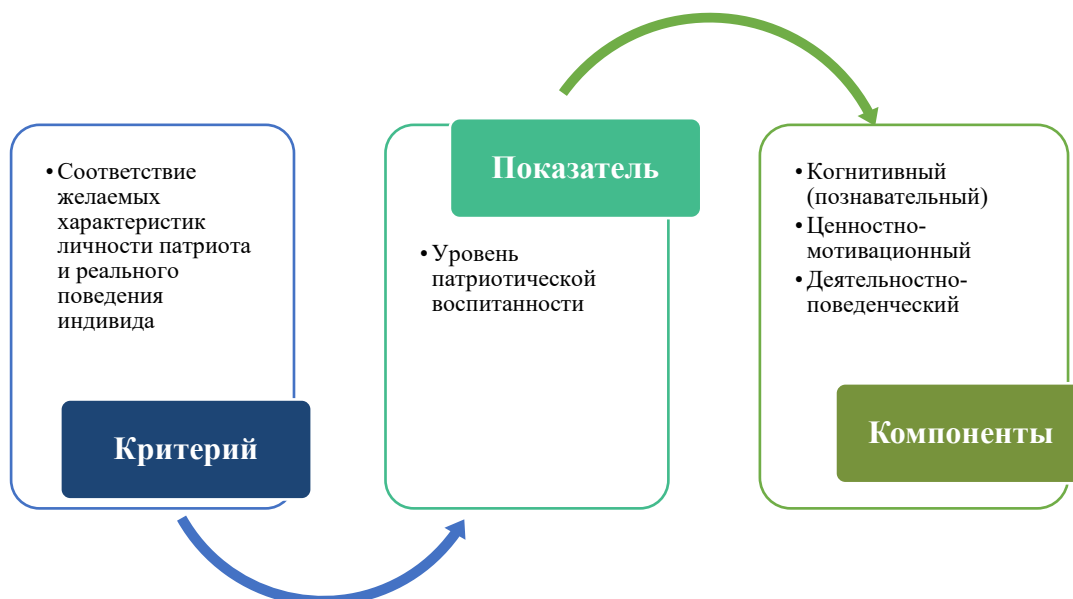 • Соответствие
желаемых
характеристик
личности патриота
и реального
поведения
индивида
Критерий
Показатель
• Уровень
патриотической
воспитанности
• Когнитивный
(познавательный)
• Ценностно-
мотивационный
• Деятельностно-
поведенческий
Компоненты